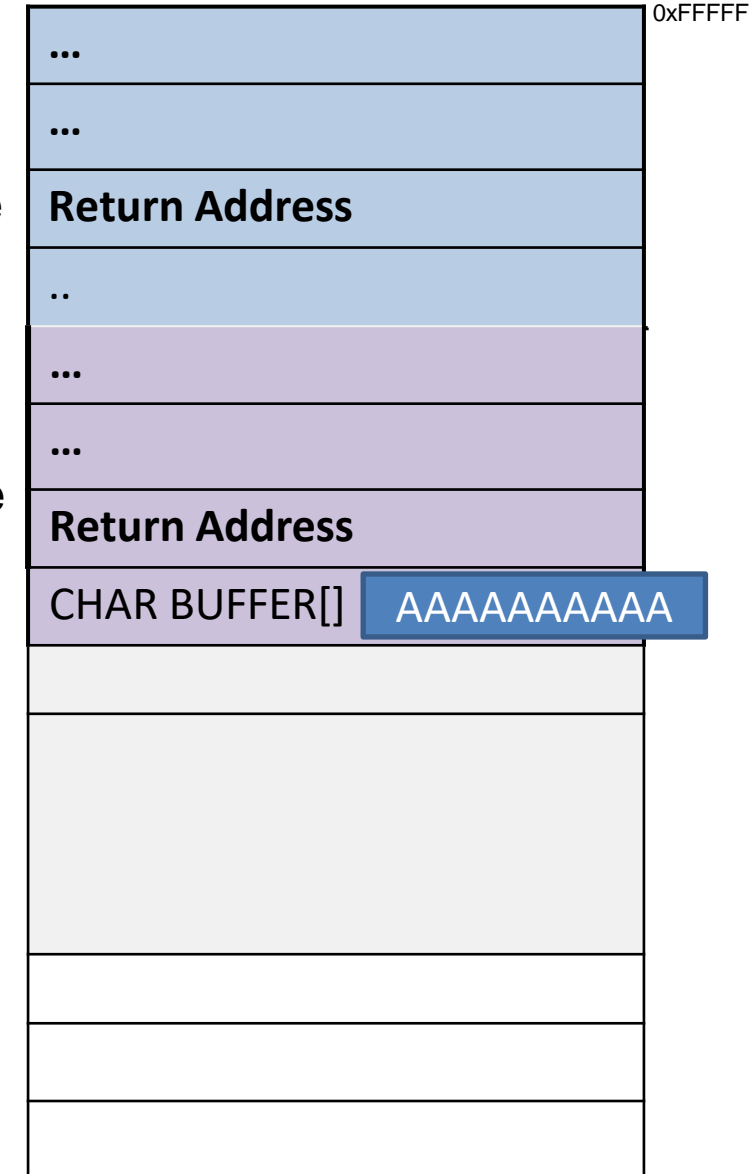 0xFFFFF
...
...
e
Return Address
..
...
...
e
Return Address
CHAR BUFFER[] AAAAAAAAAA